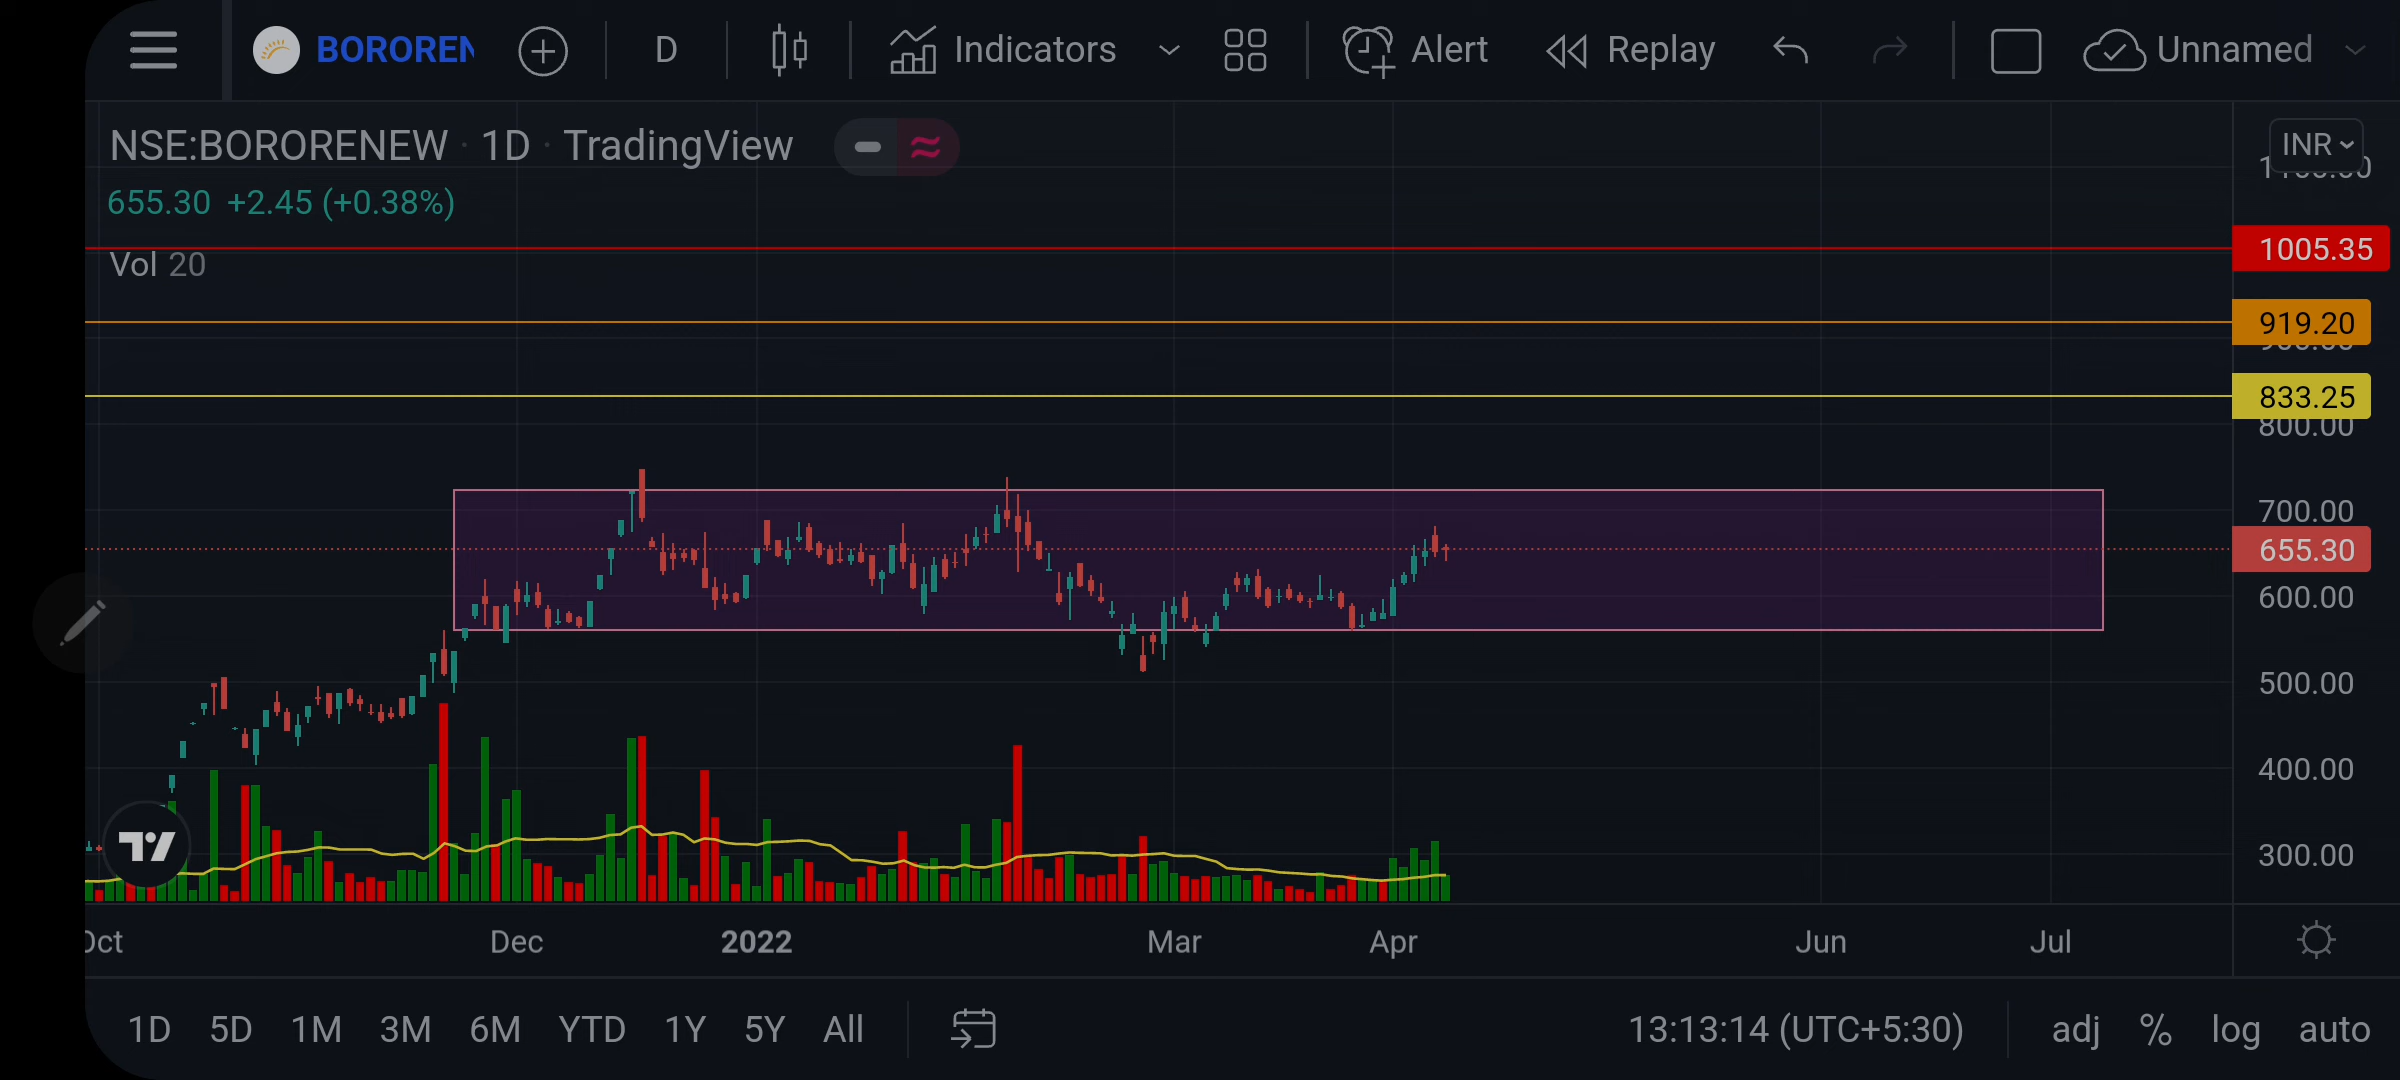 BOROREN D Indicators Alert Replay Unnamed
NSE:BORORENEW · 1D · TradingView
INR
655.30 +2.45 (+0.38%)
Vol 20
1005.35
919.20
833.25
800.00
700.00
655.30
600.00
500.00
400.00
300.00
Oct Dec 2022 Mar Apr Jun Jul
1D 5D 1M 3M 6M YTD 1Y 5Y All 13:13:14 (UTC+5:30) adj % log auto